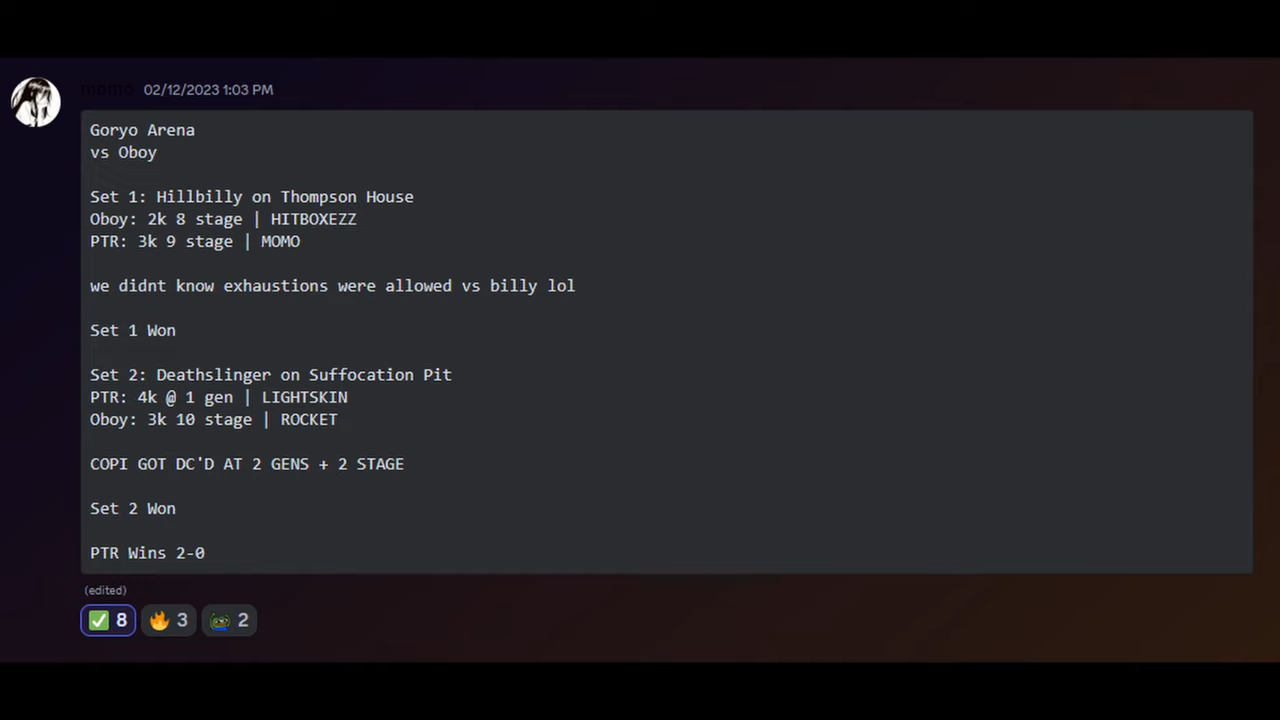 momo 02/12/2023 1:03 PM
Goryo Arena
vs Oboy
Set 1: Hillbilly on Thompson House
Oboy: 2k 8 stage | HITBOXEZZ
PTR: 3k 9 stage | MOMO
we didnt know exhaustions were allowed vs billy lol
Set 1 Won
Set 2: Deathslinger on Suffocation Pit
PTR: 4k @ 1 gen | LIGHTSKIN
Oboy: 3k 10 stage | ROCKET
COPI GOT DC'D AT 2 GENS + 2 STAGE
Set 2 Won
PTR Wins 2-0
(edited)
8 3 2